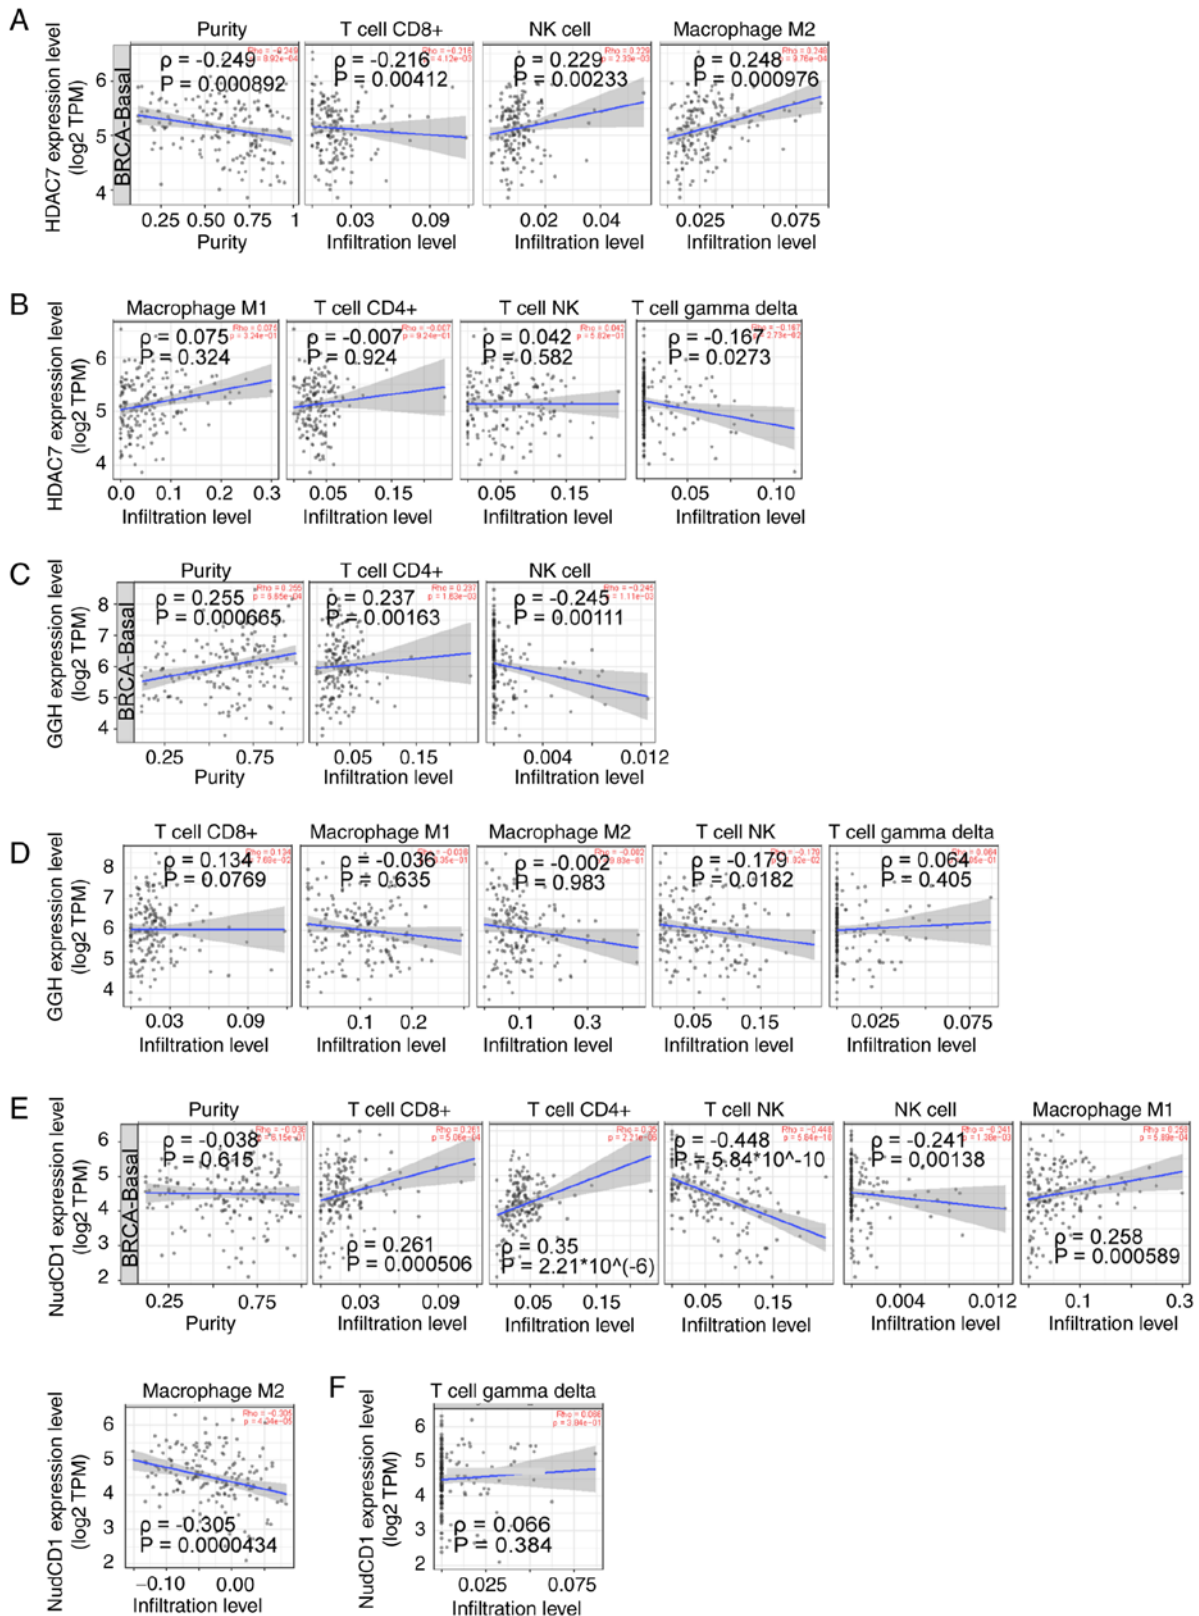 A
Purity
T cell CD8+
NK cell
Macrophage M2
HDAC7 expression level
(log2 TPM)
BRCA-Basal
ρ = -0.249
P = 0.000892
ρ = -0.216
P = 0.00412
ρ = 0.229
P = 0.00233
ρ = 0.248
P = 0.000976
6
5
4
0.25 0.50 0.75 1
0.03 0.09
0.02 0.04
0.025 0.075
Purity
Infiltration level
Infiltration level
Infiltration level
B
Macrophage M1
T cell CD4+
T cell NK
T cell gamma delta
HDAC7 expression level
(log2 TPM)
ρ = 0.075
P = 0.324
ρ = -0.007
P = 0.924
ρ = 0.042
P = 0.582
ρ = -0.167
P = 0.0273
6
5
4
0.0 0.1 0.2 0.3
0.05 0.15
0.05 0.15
0.05 0.10
Infiltration level
Infiltration level
Infiltration level
Infiltration level
C
Purity
T cell CD4+
NK cell
GGH expression level
(log2 TPM)
BRCA-Basal
ρ = 0.255
P = 0.000665
ρ = 0.237
P = 0.00163
ρ = -0.245
P = 0.00111
8
7
6
5
4
0.25 0.75
0.05 0.15
0.004 0.012
Purity
Infiltration level
Infiltration level
D
T cell CD8+
Macrophage M1
Macrophage M2
T cell NK
T cell gamma delta
GGH expression level
(log2 TPM)
ρ = 0.134
P = 0.0769
ρ = -0.036
P = 0.635
ρ = -0.002
P = 0.983
ρ = -0.179
P = 0.0182
ρ = 0.064
P = 0.405
8
7
6
5
4
0.03 0.09
0.1 0.2
0.1 0.3
0.05 0.15
0.025 0.075
Infiltration level
Infiltration level
Infiltration level
Infiltration level
Infiltration level
E
Purity
T cell CD8+
T cell CD4+
T cell NK
NK cell
Macrophage M1
NudCD1 expression level
(log2 TPM)
BRCA-Basal
ρ = -0.038
P = 0.615
ρ = 0.261
P = 0.000506
ρ = 0.35
P = 2.21*10^(-6)
ρ = -0.448
P = 5.84*10^-10
ρ = -0.241
P = 0.00138
ρ = 0.258
P = 0.000589
6
5
4
3
2
0.25 0.75
0.03 0.09
0.05 0.15
0.05 0.15
0.004 0.012
0.1 0.3
Purity
Infiltration level
Infiltration level
Infiltration level
Infiltration level
Infiltration level
Macrophage M2
NudCD1 expression level
(log2 TPM)
ρ = -0.305
P = 0.0000434
6
5
4
3
2
−0.10 0.00
Infiltration level
F
T cell gamma delta
NudCD1 expression level
(log2 TPM)
ρ = 0.066
P = 0.384
6
5
4
3
2
0.025 0.075
Infiltration level